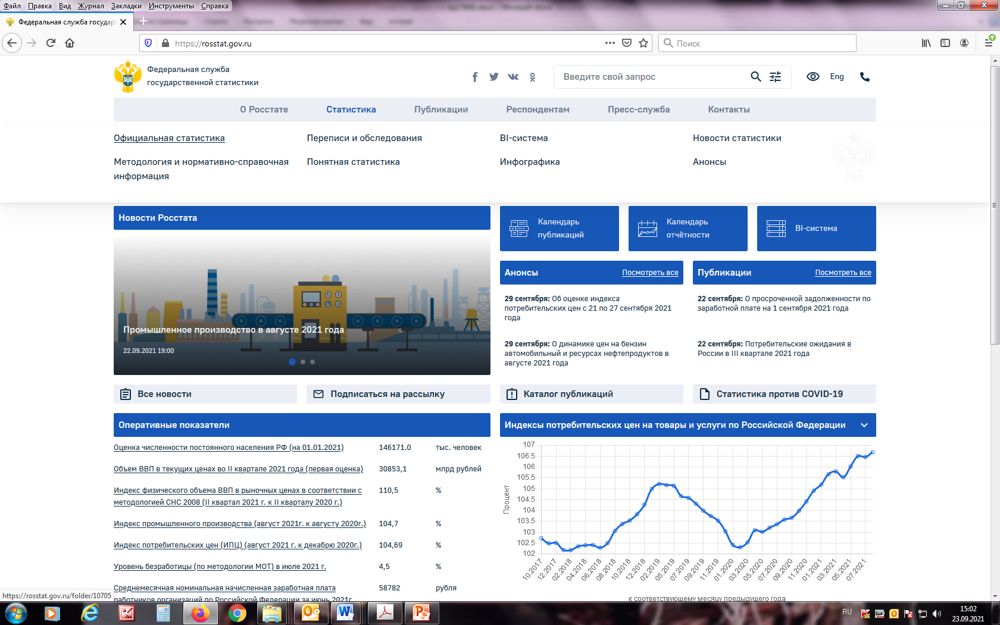 Файл Правка Вид Журнал Закладки Инструменты Справка
Федеральная служба государ
https://rosstat.gov.ru
Поиск
Федеральная служба
государственной статистики
Введите свой запрос
Eng
О Росстате
Статистика
Публикации
Респондентам
Пресс-служба
Контакты
Официальная статистика
Переписи и обследования
BI-система
Новости статистики
Методология и нормативно-справочная
информация
Понятная статистика
Инфографика
Анонсы
Новости Росстата
Промышленное производство в августе 2021 года
22.09.2021 19:00
Календарь
публикаций
Календарь
отчётности
BI-система
Анонсы
Посмотреть все
29 сентября: Об оценке индекса
потребительских цен с 21 по 27 сентября 2021
года
29 сентября: О динамике цен на бензин
автомобильный и ресурсах нефтепродуктов в
августе 2021 года
Публикации
Посмотреть все
22 сентября: О просроченной задолженности по
заработной плате на 1 сентября 2021 года
22 сентября: Потребительские ожидания в
России в III квартале 2021 года
Все новости
Подписаться на рассылку
Каталог публикаций
Статистика против COVID-19
Оперативные показатели
Оценка численности постоянного населения РФ (на 01.01.2021) 146171.0 тыс. человек
Объем ВВП в текущих ценах во II квартале 2021 года (первая оценка) 30853,1 млрд рублей
Индекс физического объема ВВП в рыночных ценах в соответствии с 110,5 %
методологией СНС 2008 (II квартал 2021 г. к II кварталу 2020 г.)
Индекс промышленного производства (август 2021г. к августу 2020г.) 104,7 %
Индекс потребительских цен (ИПЦ) (август 2021 г. к декабрю 2020г.) 104,69 %
Уровень безработицы (по методологии МОТ) в июле 2021 г. 4,5 %
Среднемесячная номинальная начисленная заработная плата 58782 рубля
работников организаций по Российской Федерации за июнь 2021г.
Индексы потребительских цен на товары и услуги по Российской Федерации
Процент
107
106.5
106
105.5
105
104.5
104
103.5
103
102.5
102
10.2017 12.2017 02.2018 04.2018 06.2018 08.2018 10.2018 12.2018 02.2019 05.2019 07.2019 09.2019 11.2019 01.2020 03.2020 05.2020 07.2020 09.2020 11.2020 01.2021 03.2021 05.2021 07.2021
к соответствующему месяцу предыдущего года
https://rosstat.gov.ru/folder/10705
RU
15:02
23.09.2021